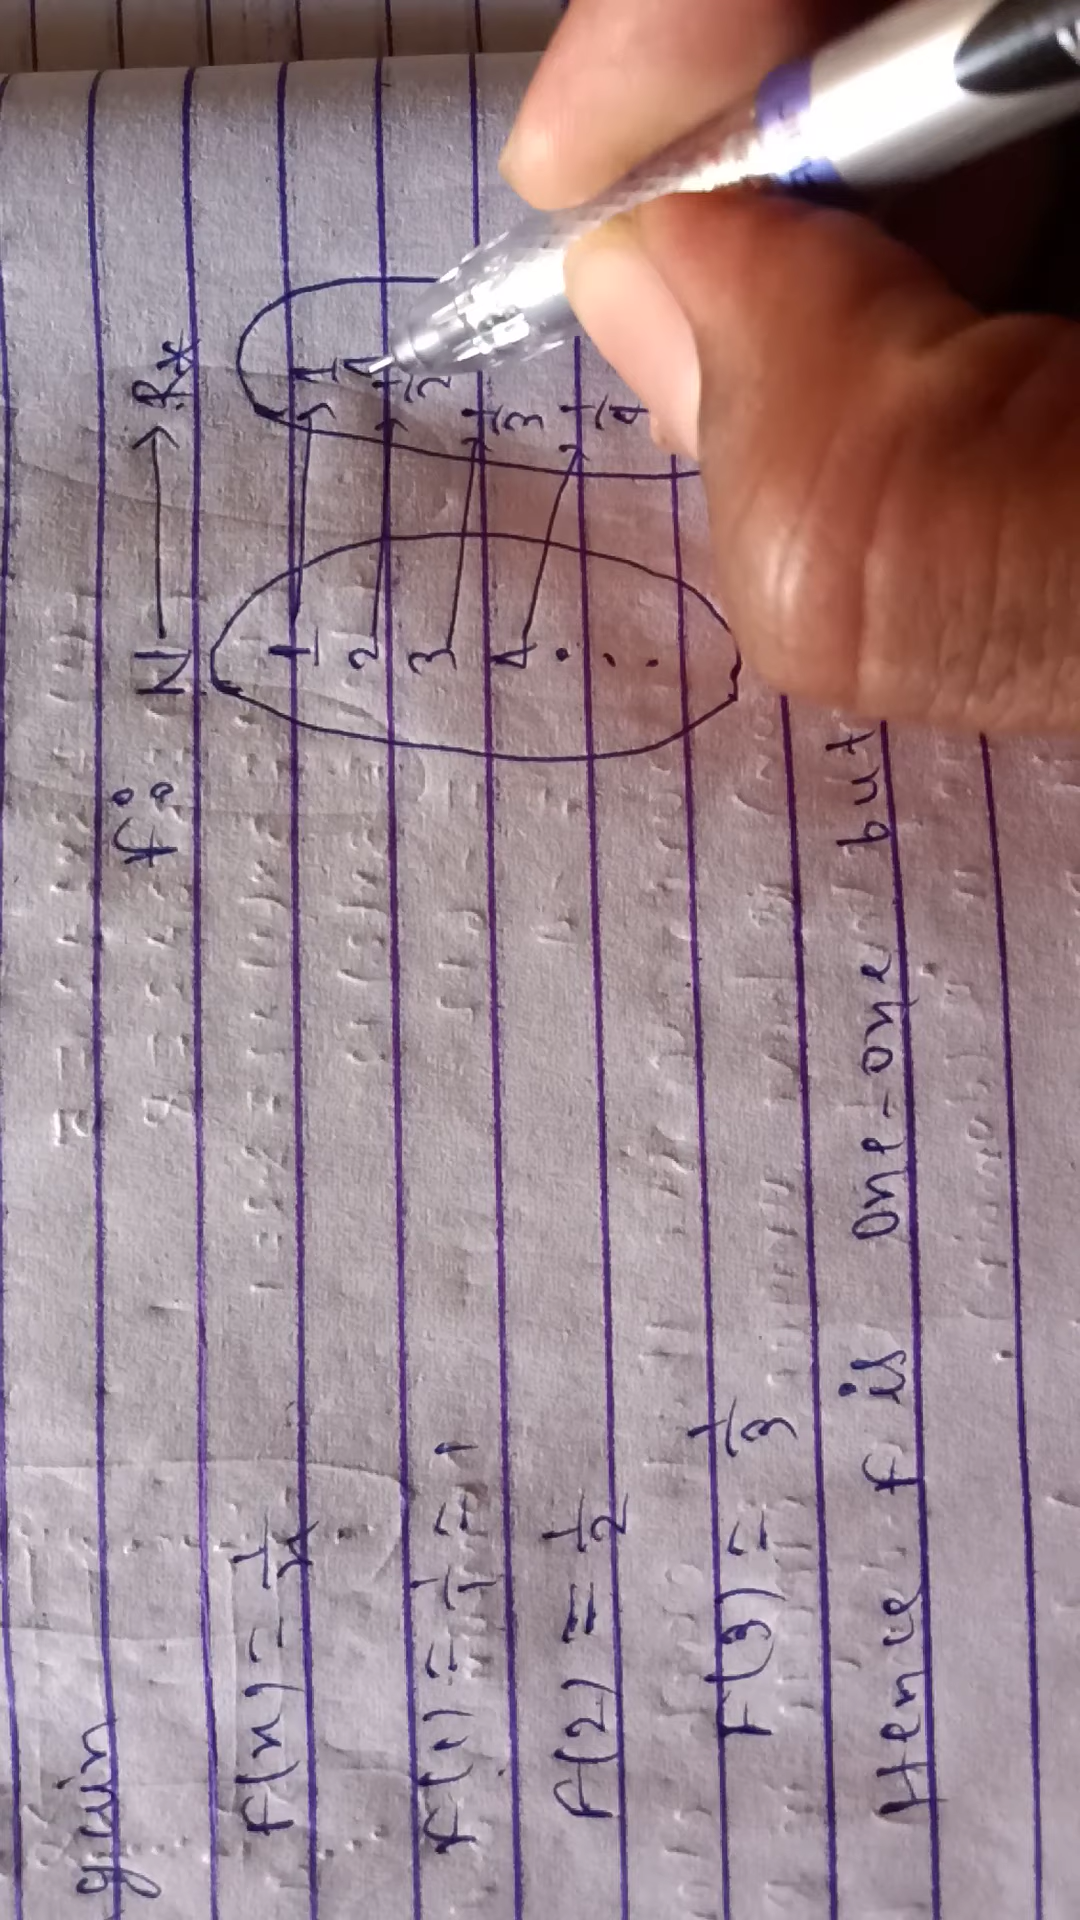 f: N → R*
F(x) = 1/x
1 1/1
2 1/2
3 1/3
4 1/4
F(1) = 1/1 = 1
F(2) = 1/2
F(3) = 1/3
Hence f is one-one but